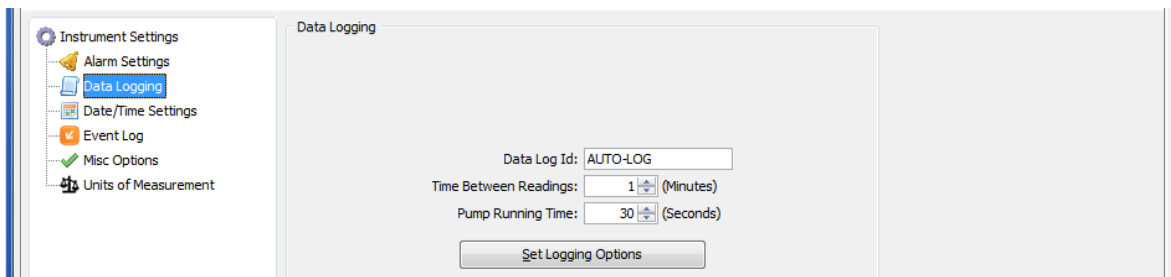 Instrument Settings
Alarm Settings
Data Logging
Date/Time Settings
Event Log
Misc Options
Units of Measurement
Data Logging
Data Log Id: AUTO-LOG
Time Between Readings: 1 (Minutes)
Pump Running Time: 30 (Seconds)
Set Logging Options